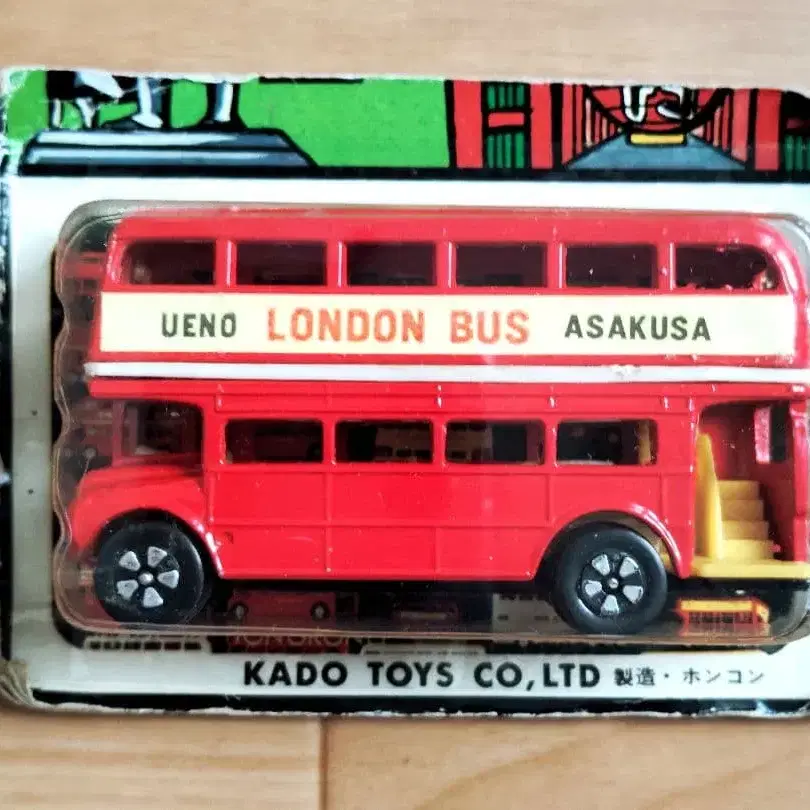 UENO LONDON BUS ASAKUSA
KADO TOYS CO,LTD 製造・ホンコン